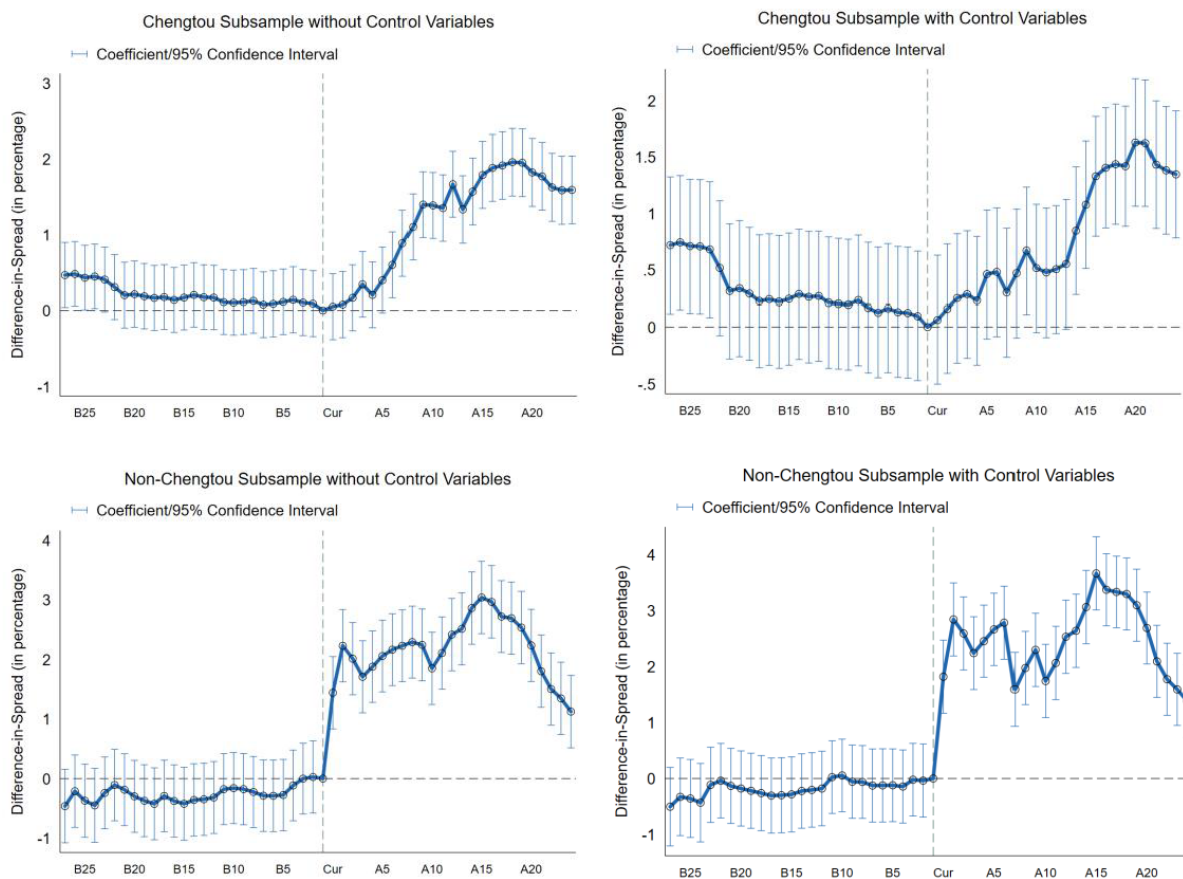 Chengtou Subsample without Control Variables
Coefficient/95% Confidence Interval
Difference-in-Spread (in percentage)
3
2
1
0
-1
B25 B20 B15 B10 B5 Cur A5 A10 A15 A20
Chengtou Subsample with Control Variables
Coefficient/95% Confidence Interval
Difference-in-Spread (in percentage)
2
1.5
1
.5
0
-.5
B25 B20 B15 B10 B5 Cur A5 A10 A15 A20
Non-Chengtou Subsample without Control Variables
Coefficient/95% Confidence Interval
Difference-in-Spread (in percentage)
4
3
2
1
0
-1
B25 B20 B15 B10 B5 Cur A5 A10 A15 A20
Non-Chengtou Subsample with Control Variables
Coefficient/95% Confidence Interval
Difference-in-Spread (in percentage)
4
3
2
1
0
-1
B25 B20 B15 B10 B5 Cur A5 A10 A15 A20